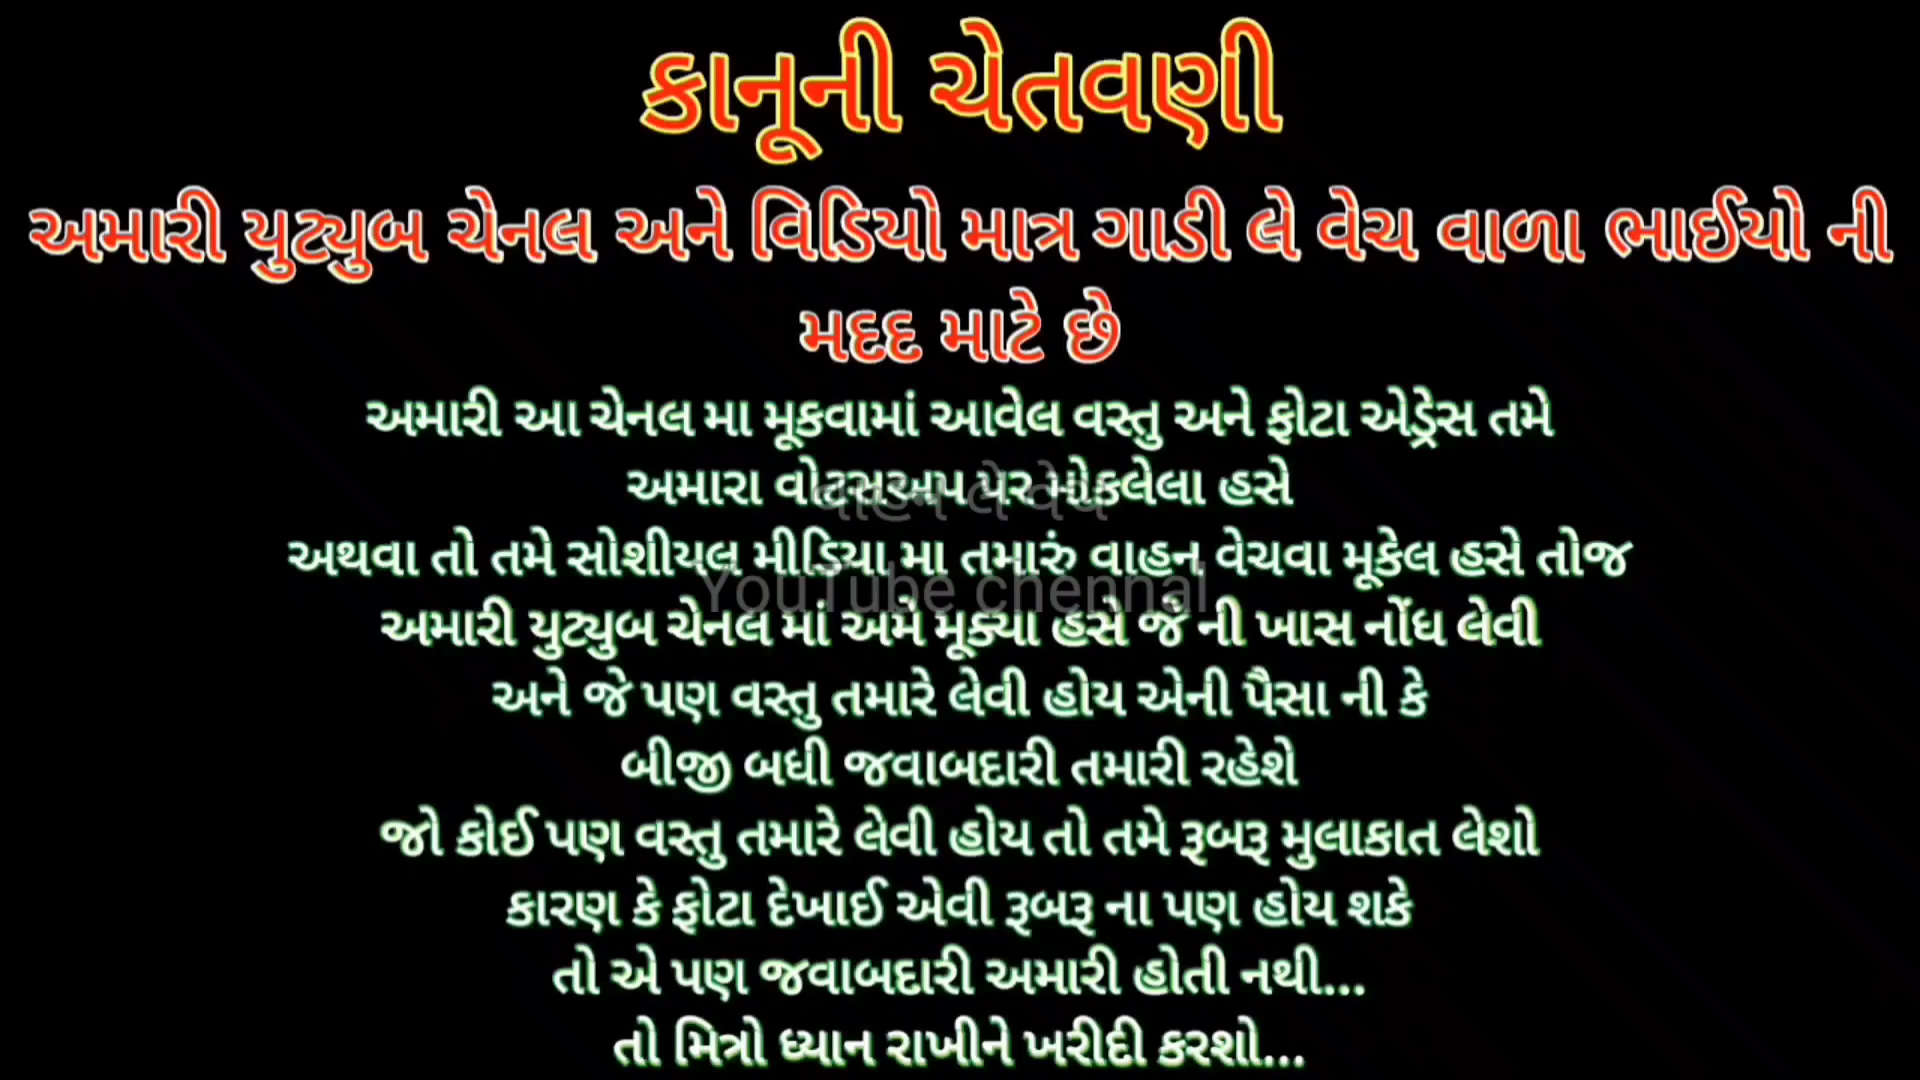 કાનૂની ચેતવણી
અમારી યુટ્યુબ ચેનલ અને વિડિયો માત્ર ગાડી લે વેચ વાળા ભાઈયો ની
મદદ માટે છે
અમારી આ ચેનલ મા મૂકવામાં આવેલ વસ્તુ અને ફોટા એડ્રેસ તમે
અમારા વોટસઅપ પર મોકલેલા હસે
વાહન લે વેચ
અથવા તો તમે સોશીયલ મીડિયા મા તમારું વાહન વેચવા મૂકેલ હસે તોજ
YouTube chennal
અમારી યુટ્યુબ ચેનલ માં અમે મૂક્યા હસે જે ની ખાસ નોંધ લેવી
અને જે પણ વસ્તુ તમારે લેવી હોય એની પૈસા ની કે
બીજી બધી જવાબદારી તમારી રહેશે
જો કોઈ પણ વસ્તુ તમારે લેવી હોય તો તમે રૂબરૂ મુલાકાત લેશો
કારણ કે ફોટા દેખાઈ એવી રૂબરૂ ના પણ હોય શકે
તો એ પણ જવાબદારી અમારી હોતી નથી...
તો મિત્રો ધ્યાન રાખીને ખરીદી કરશો...